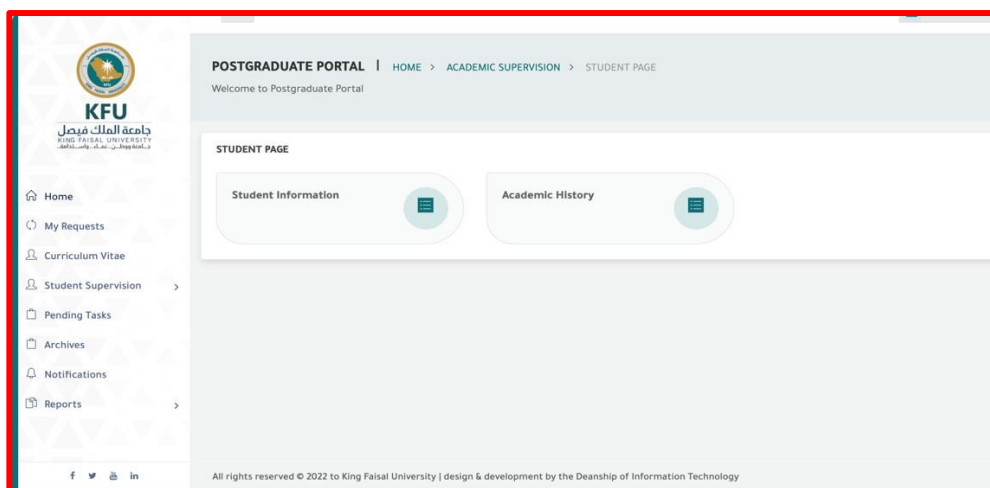 KFU
جامعة الملك فيصل
KING FAISAL UNIVERSITY
Home
My Requests
Curriculum Vitae
Student Supervision
Pending Tasks
Archives
Notifications
Reports
POSTGRADUATE PORTAL | HOME > ACADEMIC SUPERVISION > STUDENT PAGE
Welcome to Postgraduate Portal
STUDENT PAGE
Student Information
Academic History
All rights reserved © 2022 to King Faisal University | design & development by the Deanship of Information Technology